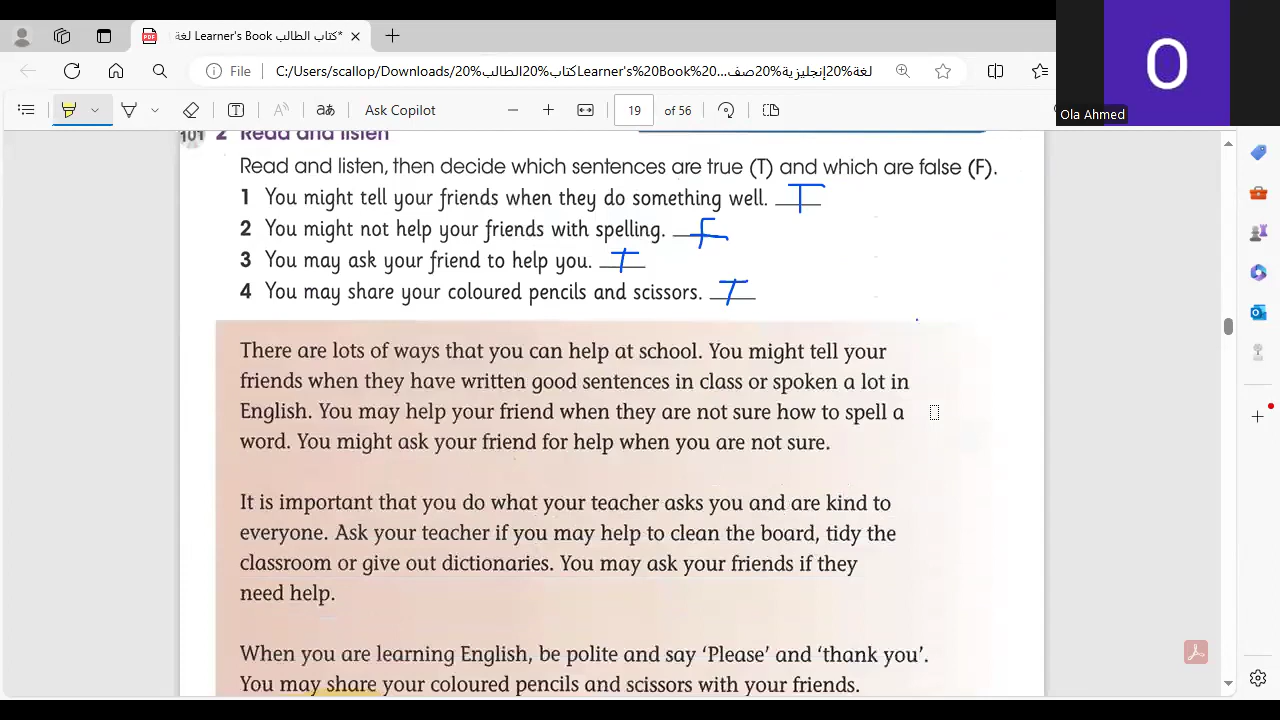 كتاب الطالب Learner's Book لغة*
File
C:/Users/scallop/Downloads/20%كتاب20%الطالبLearner's%20Book%20...لغة20%إنجليزية20%صف
O
Ola Ahmed
Ask Copilot
19 of 56
101 2 Read and listen
Read and listen, then decide which sentences are true (T) and which are false (F).
1 You might tell your friends when they do something well. T
2 You might not help your friends with spelling. F
3 You may ask your friend to help you. T
4 You may share your coloured pencils and scissors. T
There are lots of ways that you can help at school. You might tell your
friends when they have written good sentences in class or spoken a lot in
English. You may help your friend when they are not sure how to spell a
word. You might ask your friend for help when you are not sure.
It is important that you do what your teacher asks you and are kind to
everyone. Ask your teacher if you may help to clean the board, tidy the
classroom or give out dictionaries. You may ask your friends if they
need help.
When you are learning English, be polite and say ‘Please’ and ‘thank you’.
You may share your coloured pencils and scissors with your friends.